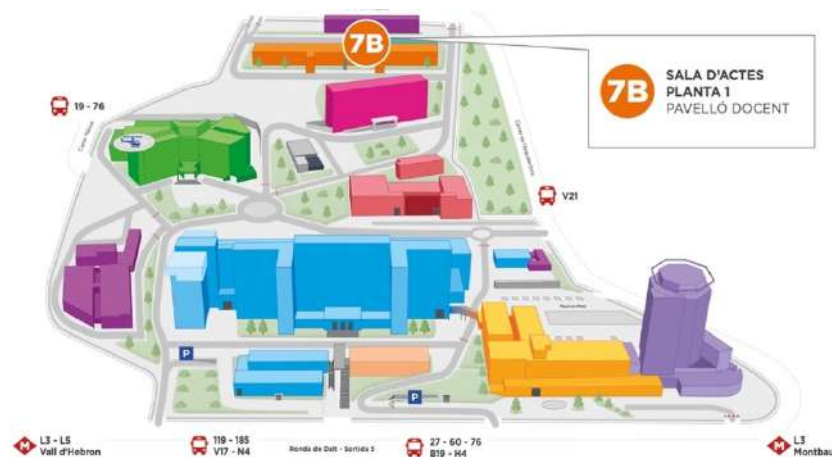 7B
7B
SALA D'ACTES
PLANTA 1
PAVELLÓ DOCENT
19 - 76
V21
P
P
M
L3 - L5
Vall d'Hebron
119 - 185
V17 - N4
Ronda de Dalt - Sortida 5
27 - 60 - 76
B19 - H4
M
L3
Montbau